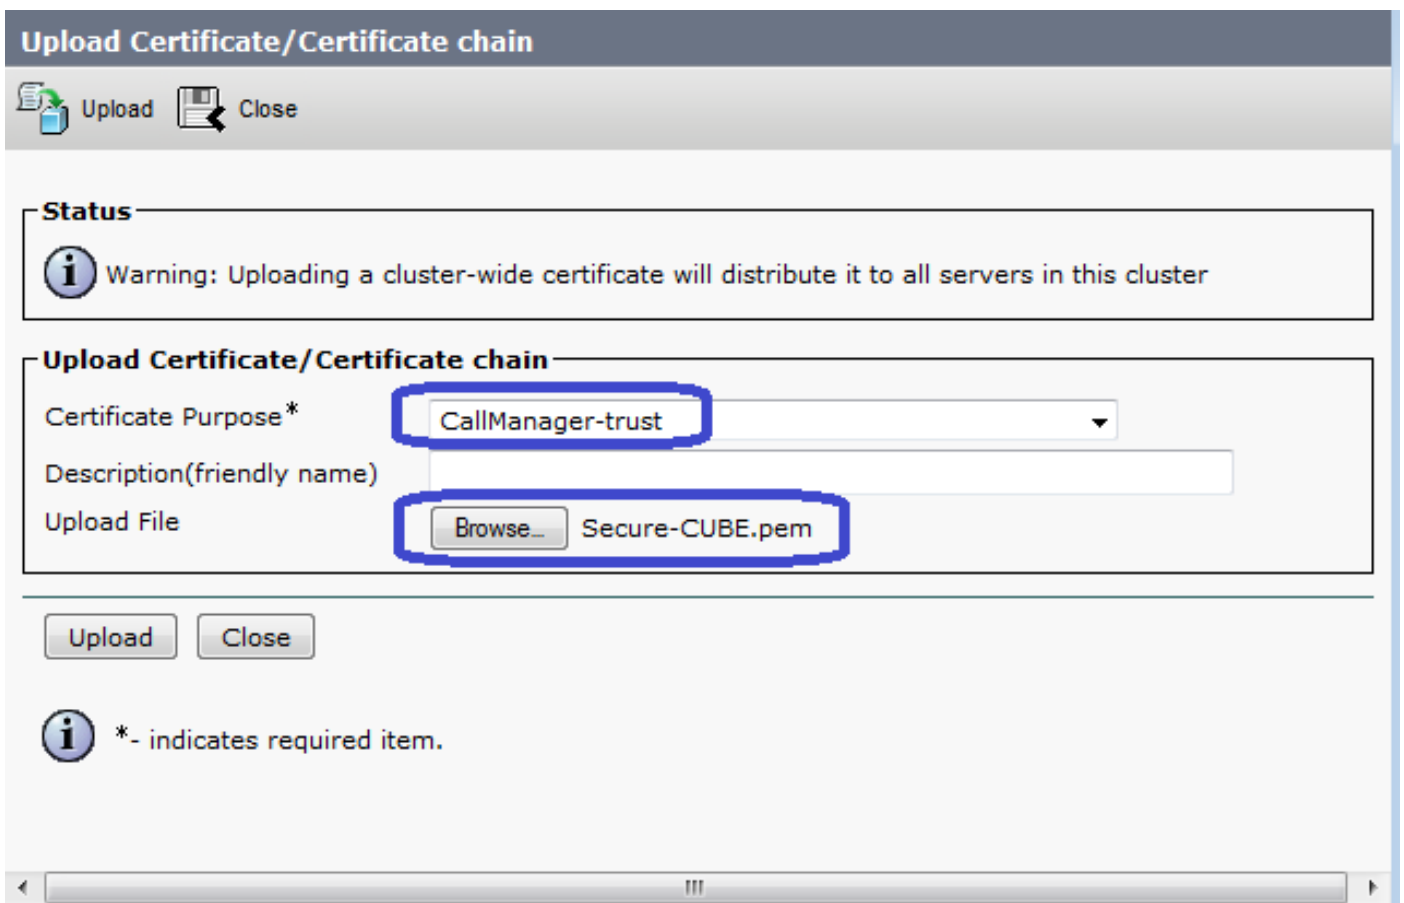 Upload Certificate/Certificate chain
Upload Close
Status
Warning: Uploading a cluster-wide certificate will distribute it to all servers in this cluster
Upload Certificate/Certificate chain
Certificate Purpose* CallManager-trust
Description(friendly name)
Upload File Browse... Secure-CUBE.pem
Upload Close
*- indicates required item.